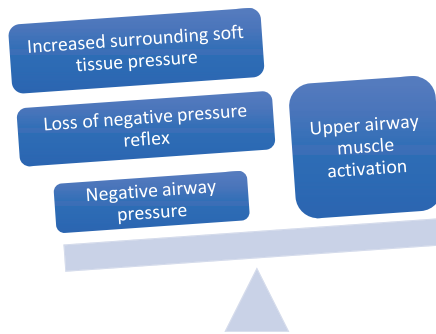 Increased surrounding soft
tissue pressure
Loss of negative pressure
reflex
Negative airway
pressure
Upper airway
muscle
activation